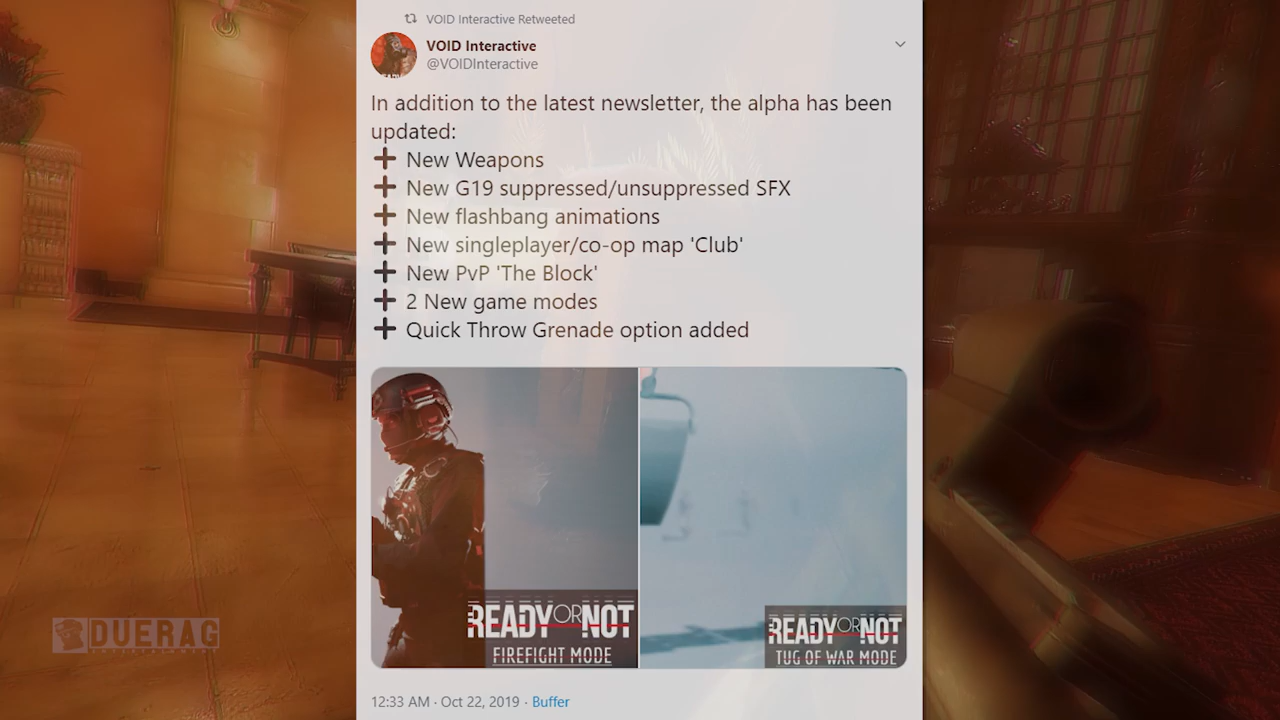 VOID Interactive Retweeted
VOID Interactive
@VOIDInteractive
In addition to the latest newsletter, the alpha has been
updated:
➕ New Weapons
➕ New G19 suppressed/unsuppressed SFX
➕ New flashbang animations
➕ New singleplayer/co-op map 'Club'
➕ New PvP 'The Block'
➕ 2 New game modes
➕ Quick Throw Grenade option added
READY OR NOT
FIREFIGHT MODE
READY OR NOT
TUG OF WAR MODE
12:33 AM · Oct 22, 2019 · Buffer
DUERAG
ENTERTAINMENT